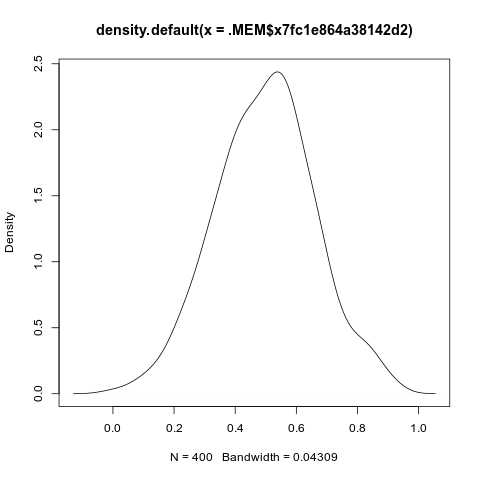 density.default(x = .MEM$x7fc1e864a38142d2)
Density
2.5
2.0
1.5
1.0
0.5
0.0
0.0 0.2 0.4 0.6 0.8 1.0
N = 400 Bandwidth = 0.04309